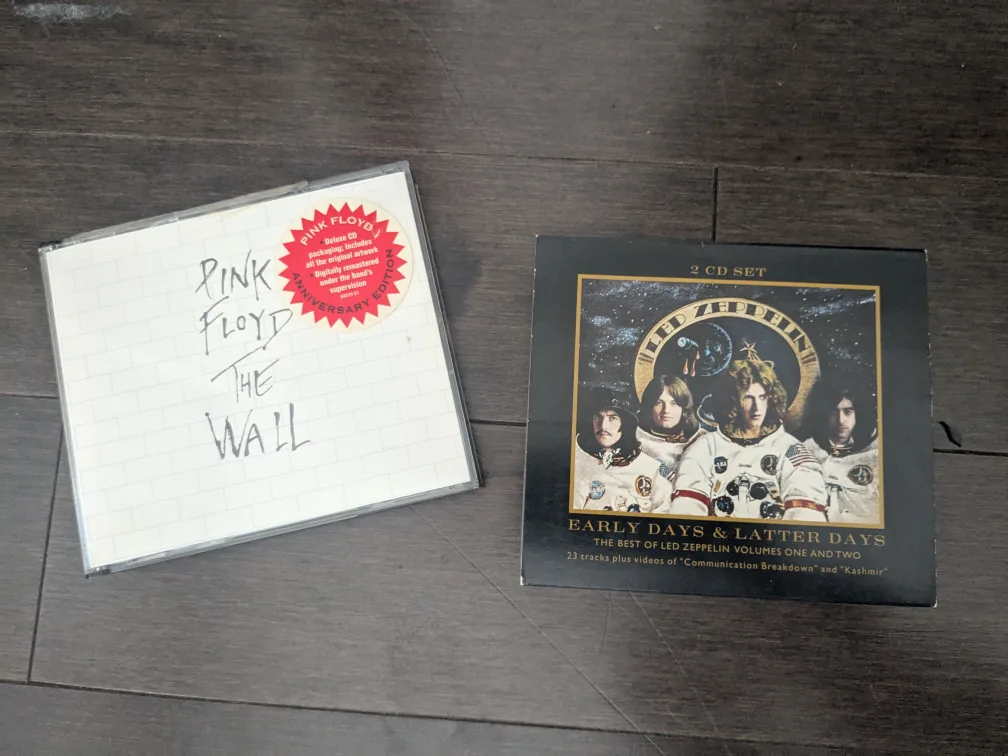 PINK FLOYD
• Deluxe CD
packaging; includes
all the original artwork
• Digitally remastered
under the band's
supervision
ANNIVERSARY EDITION
PINK
FLOYD
THE
WALL
2 CD SET
LED ZEPPELIN
EARLY DAYS & LATTER DAYS
THE BEST OF LED ZEPPELIN VOLUMES ONE AND TWO
23 tracks plus videos of "Communication Breakdown" and "Kashmir"